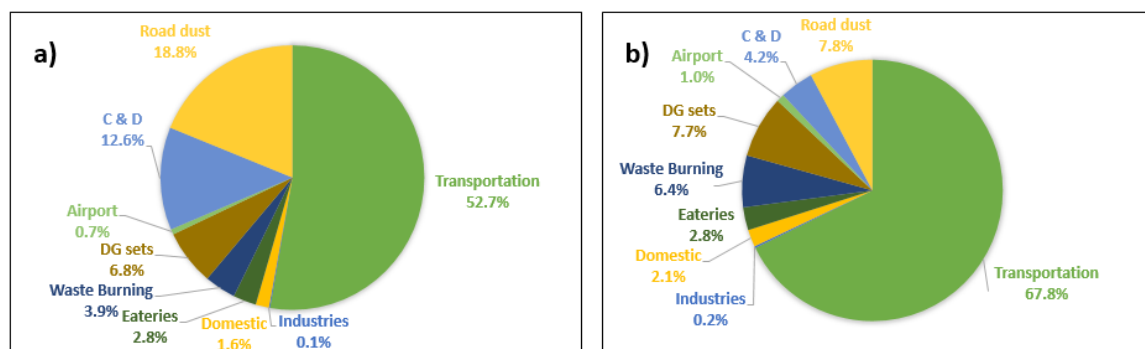 a)
Road dust
18.8%
C & D
12.6%
Airport
0.7%
DG sets
6.8%
Waste Burning
3.9%
Eateries
2.8%
Domestic
1.6%
Industries
0.1%
Transportation
52.7%
b)
Road dust
7.8%
C & D
4.2%
Airport
1.0%
DG sets
7.7%
Waste Burning
6.4%
Eateries
2.8%
Domestic
2.1%
Industries
0.2%
Transportation
67.8%